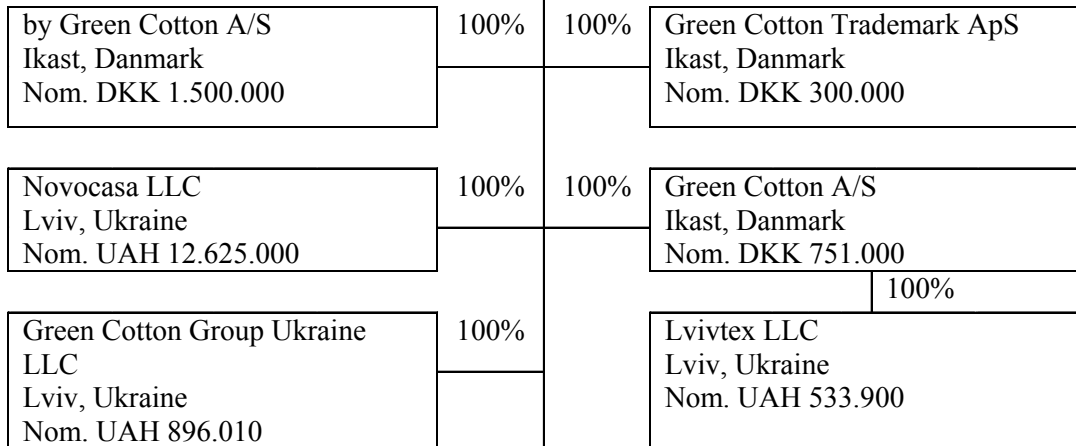 by Green Cotton A/S
Ikast, Danmark
Nom. DKK 1.500.000
100%
100%
Green Cotton Trademark ApS
Ikast, Danmark
Nom. DKK 300.000
Novocasa LLC
Lviv, Ukraine
Nom. UAH 12.625.000
100%
100%
Green Cotton A/S
Ikast, Danmark
Nom. DKK 751.000
100%
Green Cotton Group Ukraine
LLC
Lviv, Ukraine
Nom. UAH 896.010
100%
Lvivtex LLC
Lviv, Ukraine
Nom. UAH 533.900